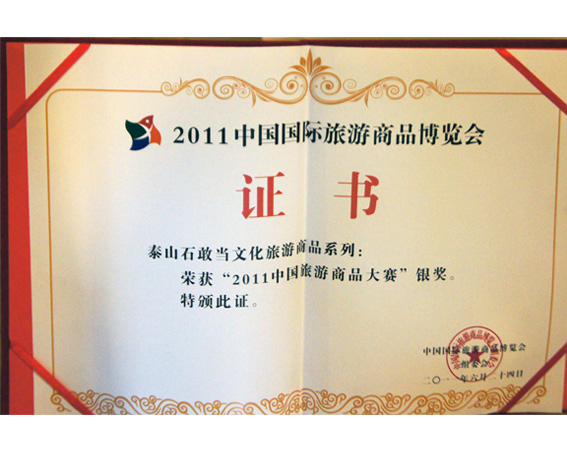 2011中国国际旅游商品博览会
证书
泰山石敢当文化旅游商品系列：
荣获“2011中国旅游商品大赛”银奖。
特颁此证。
中国国际旅游商品博览会
组委会
二〇一一年六月二十四日